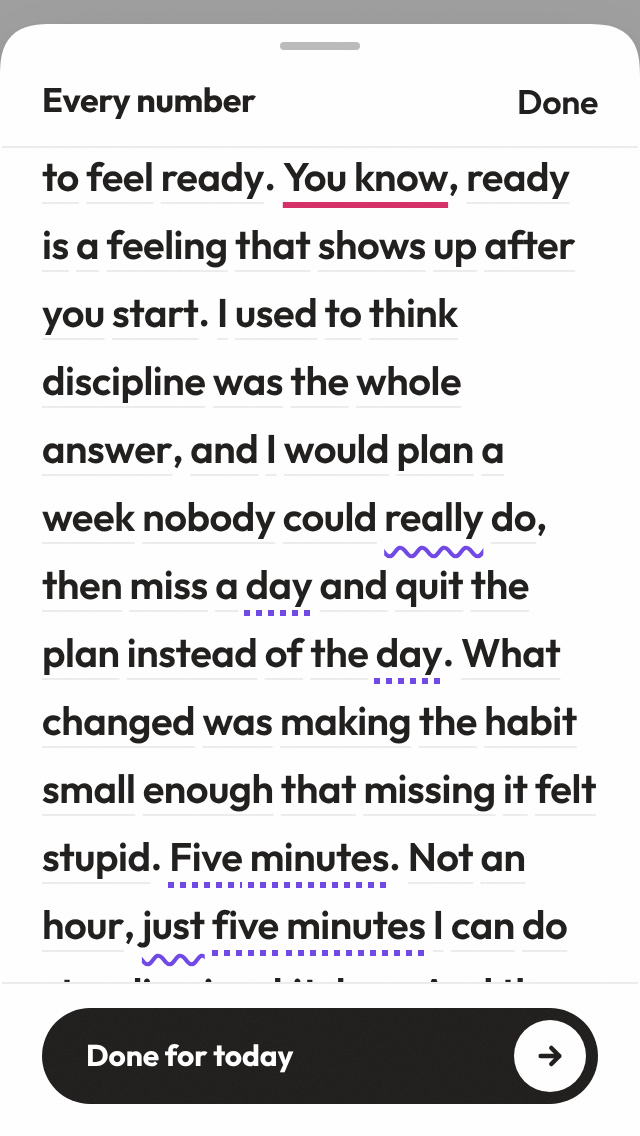 Every number
Done
to feel ready. You know, ready
is a feeling that shows up after
you start. I used to think
discipline was the whole
answer, and I would plan a
week nobody could really do,
then miss a day and quit the
plan instead of the day. What
changed was making the habit
small enough that missing it felt
stupid. Five minutes. Not an
hour, just five minutes I can do
Done for today